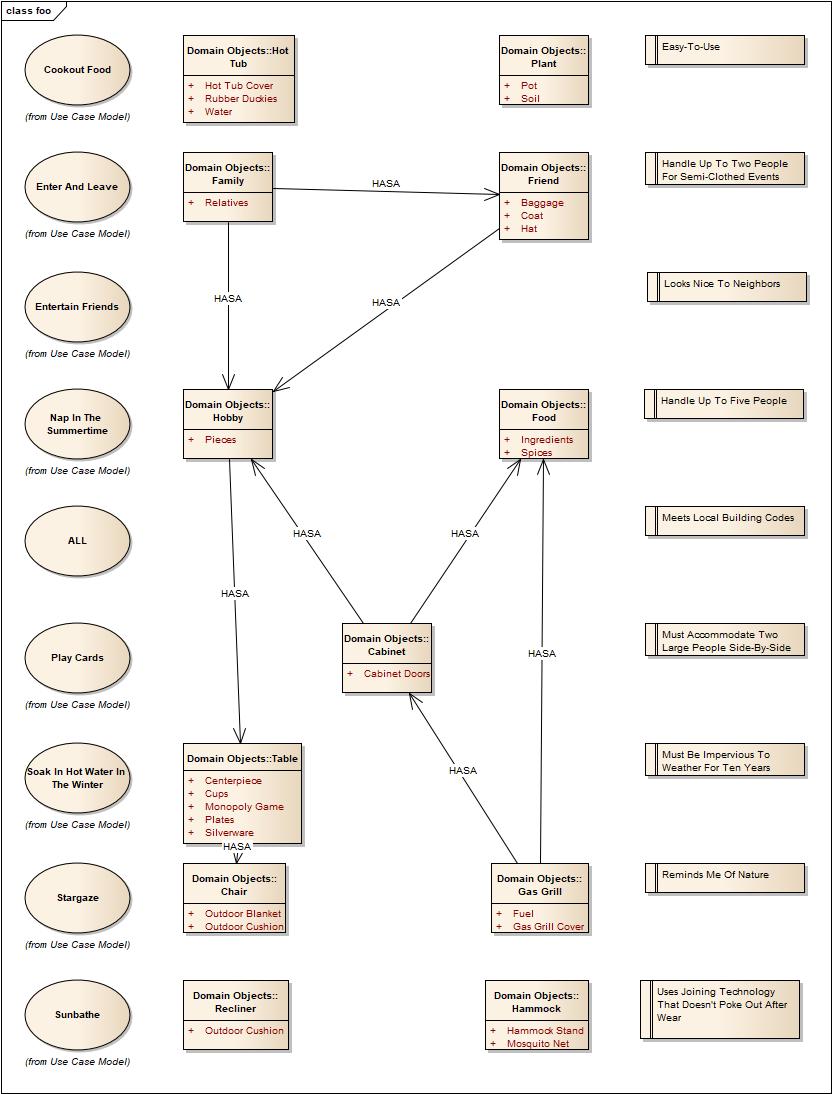 class foo
Cookout Food
(from Use Case Model)
Domain Objects::Hot
Tub
+ Hot Tub Cover
+ Rubber Duckies
+ Water
Domain Objects::
Plant
+ Pot
+ Soil
Easy-To-Use
Enter And Leave
(from Use Case Model)
Domain Objects::
Family
+ Relatives
HASA
Domain Objects::
Friend
+ Baggage
+ Coat
+ Hat
Handle Up To Two People
For Semi-Clothed Events
Entertain Friends
(from Use Case Model)
HASA
HASA
Looks Nice To Neighbors
Nap In The
Summertime
(from Use Case Model)
Domain Objects::
Hobby
+ Pieces
Domain Objects::
Food
+ Ingredients
+ Spices
Handle Up To Five People
ALL
HASA
HASA
Meets Local Building Codes
HASA
Play Cards
(from Use Case Model)
Domain Objects::
Cabinet
+ Cabinet Doors
HASA
Must Accommodate Two
Large People Side-By-Side
Soak In Hot Water In
The Winter
(from Use Case Model)
Domain Objects::Table
+ Centerpiece
+ Cups
+ Monopoly Game
+ Plates
+ Silverware
HASA
HASA
Must Be Impervious To
Weather For Ten Years
Stargaze
(from Use Case Model)
Domain Objects::
Chair
+ Outdoor Blanket
+ Outdoor Cushion
Domain Objects::
Gas Grill
+ Fuel
+ Gas Grill Cover
Reminds Me Of Nature
Sunbathe
(from Use Case Model)
Domain Objects::
Recliner
+ Outdoor Cushion
Domain Objects::
Hammock
+ Hammock Stand
+ Mosquito Net
Uses Joining Technology
That Doesn't Poke Out After
Wear